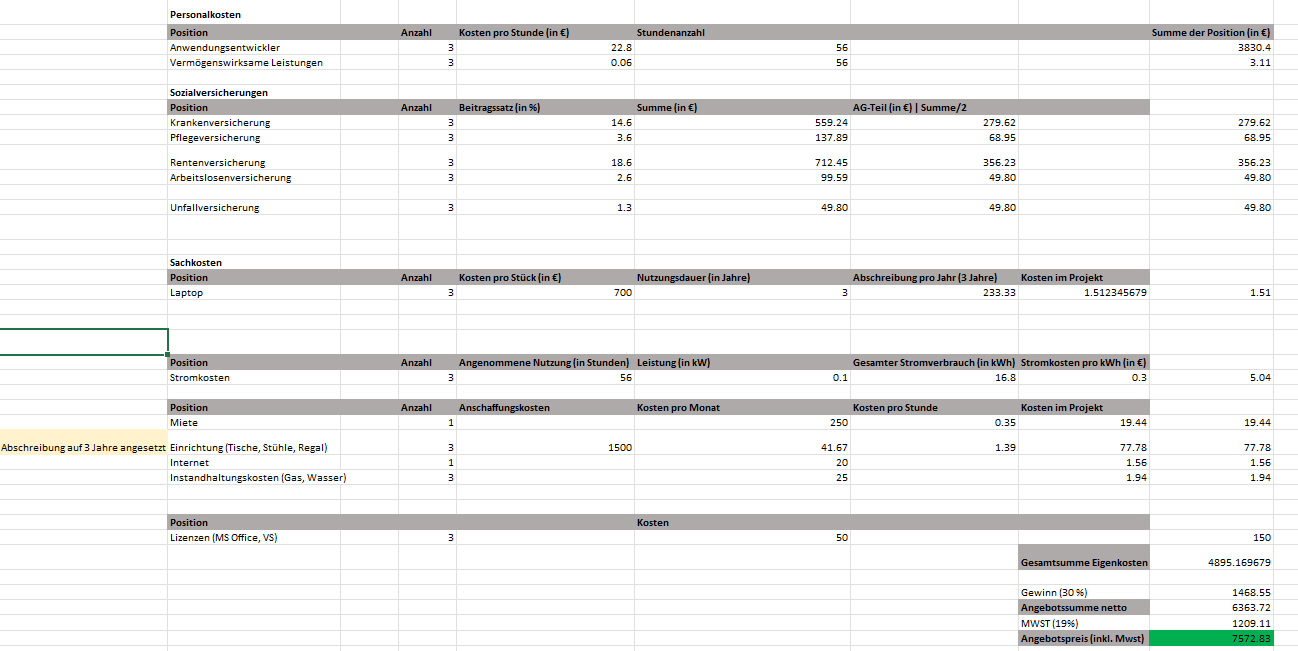 Personalkosten
Position Anzahl Kosten pro Stunde (in €) Stundenanzahl Summe der Position (in €)
Anwendungsentwickler 3 22.8 56 3830.4
Vermögenswirksame Leistungen 3 0.06 56 3.11
Sozialversicherungen
Position Anzahl Beitragssatz (in %) Summe (in €) AG-Teil (in €) | Summe/2
Krankenversicherung 3 14.6 559.24 279.62 279.62
Pflegeversicherung 3 3.6 137.89 68.95 68.95
Rentenversicherung 3 18.6 712.45 356.23 356.23
Arbeitslosenversicherung 3 2.6 99.59 49.80 49.80
Unfallversicherung 3 1.3 49.80 49.80 49.80
Sachkosten
Position Anzahl Kosten pro Stück (in €) Nutzungsdauer (in Jahre) Abschreibung pro Jahr (3 Jahre) Kosten im Projekt
Laptop 3 700 3 233.33 1.512345679 1.51
Position Anzahl Angenommene Nutzung (in Stunden) Leistung (in kW) Gesamter Stromverbrauch (in kWh) Stromkosten pro kWh (in €)
Stromkosten 3 56 0.1 16.8 0.3 5.04
Position Anzahl Anschaffungskosten Kosten pro Monat Kosten pro Stunde Kosten im Projekt
Miete 1 250 0.35 19.44 19.44
Abschreibung auf 3 Jahre angesetzt Einrichtung (Tische, Stühle, Regal) 3 1500 41.67 1.39 77.78 77.78
Internet 1 20 1.56 1.56
Instandhaltungskosten (Gas, Wasser) 3 25 1.94 1.94
Position Kosten
Lizenzen (MS Office, VS) 3 50 150
Gesamtsumme Eigenkosten 4895.169679
Gewinn (30 %) 1468.55
Angebotssumme netto 6363.72
MWST (19%) 1209.11
Angebotspreis (inkl. Mwst) 7572.83